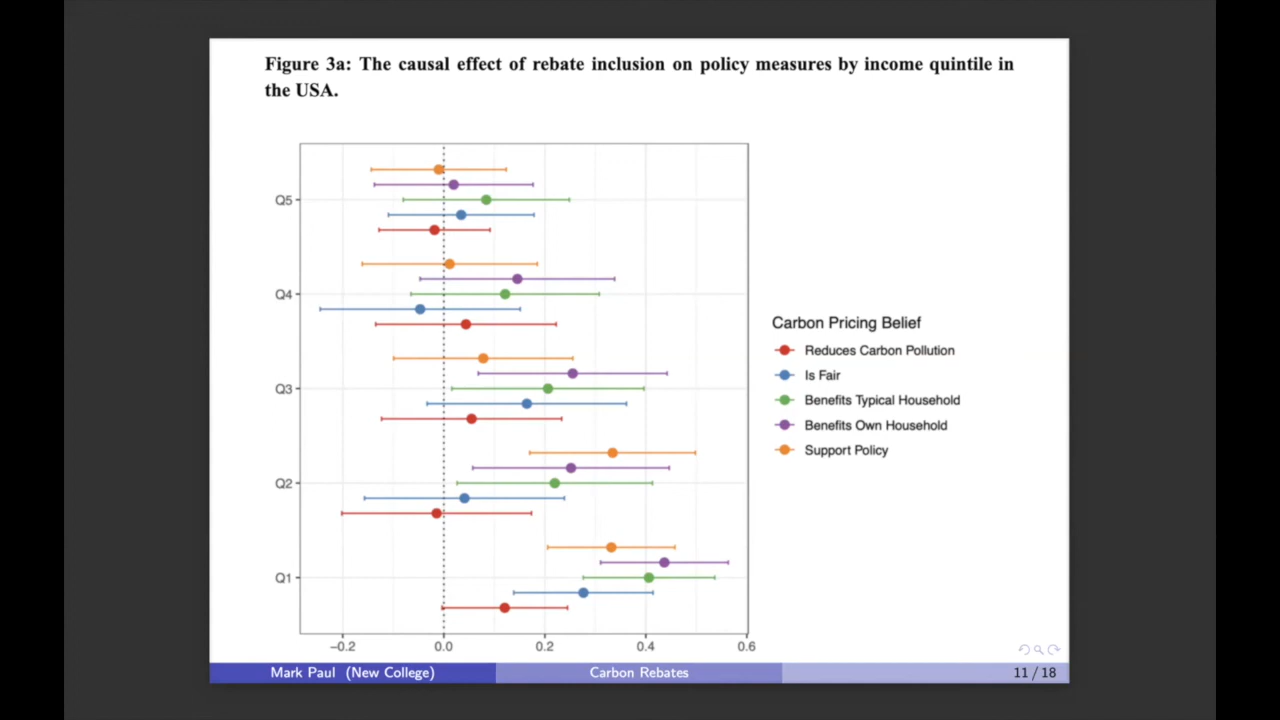 Figure 3a: The causal effect of rebate inclusion on policy measures by income quintile in
the USA.
Q5
Q4
Q3
Q2
Q1
−0.2 0.0 0.2 0.4 0.6
Carbon Pricing Belief
Reduces Carbon Pollution
Is Fair
Benefits Typical Household
Benefits Own Household
Support Policy
Mark Paul (New College)
Carbon Rebates
11 / 18